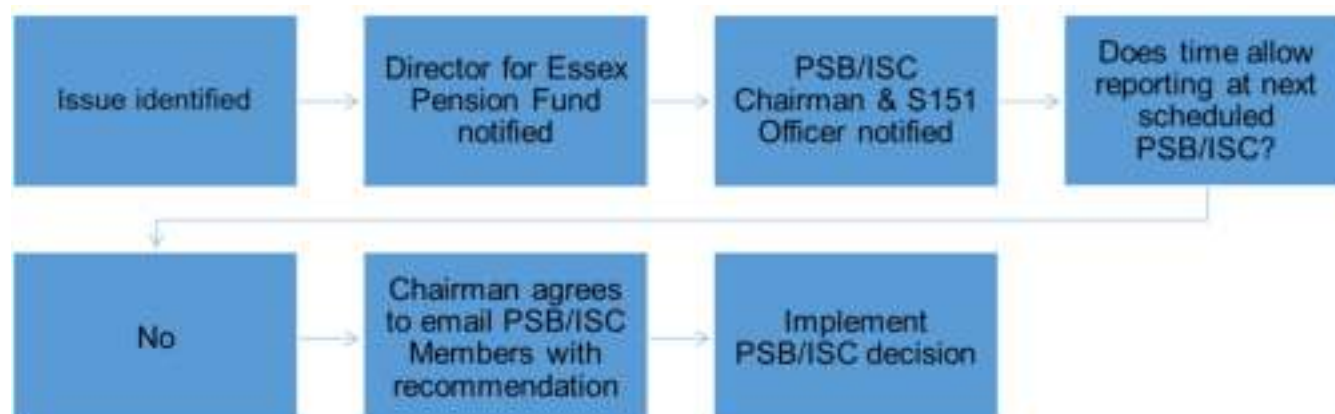 Issue identified
Director for Essex
Pension Fund
notified
PSB/ISC
Chairman & S151
Officer notified
Does time allow
reporting at next
scheduled
PSB/ISC?
No
Chairman agrees
to email PSB/ISC
Members with
recommendation
Implement
PSB/ISC decision